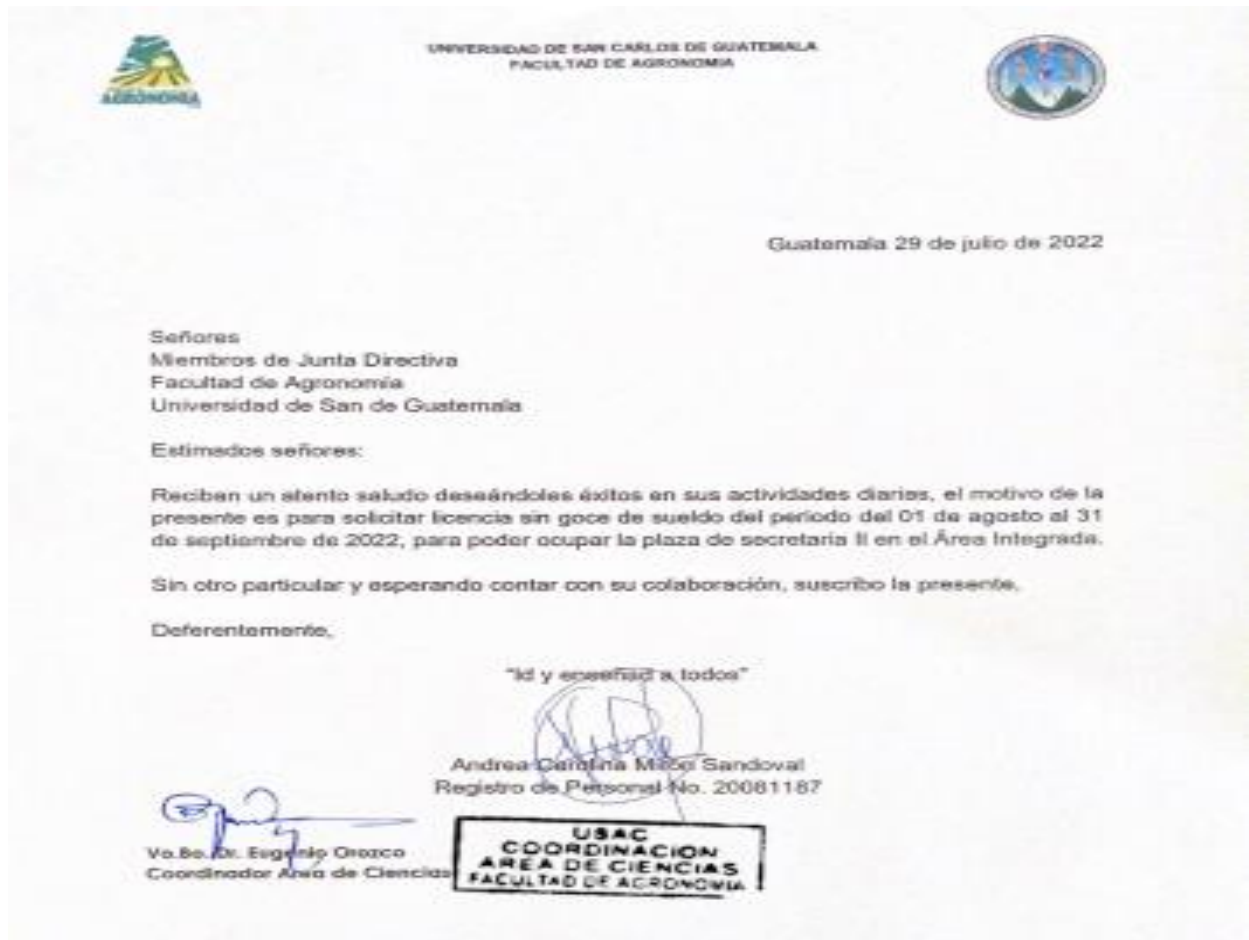 AGRONOMIA
UNIVERSIDAD DE SAN CARLOS DE GUATEMALA
FACULTAD DE AGRONOMIA
Guatemala 29 de julio de 2022
Señores
Miembros de Junta Directiva
Facultad de Agronomía
Universidad de San de Guatemala
Estimados señores:
Reciban un atento saludo deseándoles éxitos en sus actividades diarias, el motivo de la
presente es para solicitar licencia sin goce de sueldo del periodo del 01 de agosto al 31
de septiembre de 2022, para poder ocupar la plaza de secretaria II en el Área Integrada.
Sin otro particular y esperando contar con su colaboración, suscribo la presente.
Deferentemente,
"Id y enseñad a todos"
Andrea Carolina Sandoval
Registro de Personal No. 20081187
Vo.Bo. Dr. Eugenio Orozco
Coordinador Area de Ciencias
USAC
COORDINACION
AREA DE CIENCIAS
FACULTAD DE AGRONOMIA